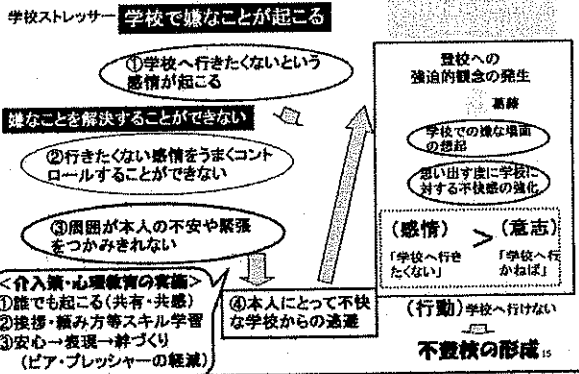 学校ストレッサー 学校で嫌なことが起こる
①学校へ行きたくないという
感情が起こる
嫌なことを解決することができない
②行きたくない感情をうまくコント
ロールすることができない
③周囲が本人の不安や緊張
をつかみきれない
<介入策・心理教育の実施>
①誰でも起こる(共有・共感)
②挨拶・頼み方等スキル学習
③安心→表現→絆づくり
(ピア・プレッシャーの軽減)
④本人にとって不快
な学校からの逃避
登校への
強迫的観念の発生
葛藤
学校での嫌な場面
の想起
思い出す度に学校に
対する不快感の強化
(感情) > (意志)
「学校へ行き
たくない」
「学校へ行
かねば」
(行動)学校へ行けない
不登校の形成 15